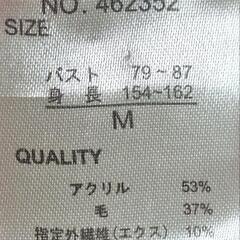 NO. 462352
SIZE
バスト 79~87
身長 154~162
M
QUALITY
アクリル 53%
毛 37%
指定外繊維(エクス) 10%